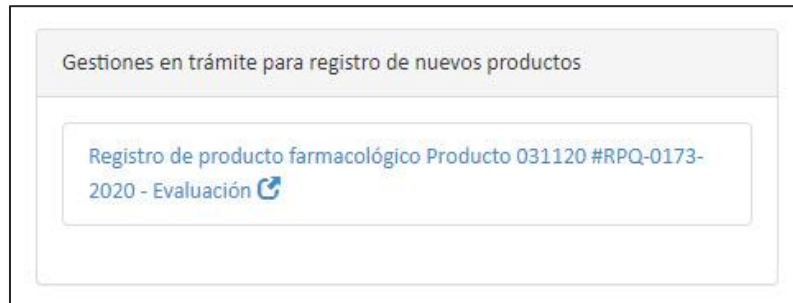 Gestiones en trámite para registro de nuevos productos
Registro de producto farmacológico Producto 031120 #RPQ-0173-
2020 - Evaluación